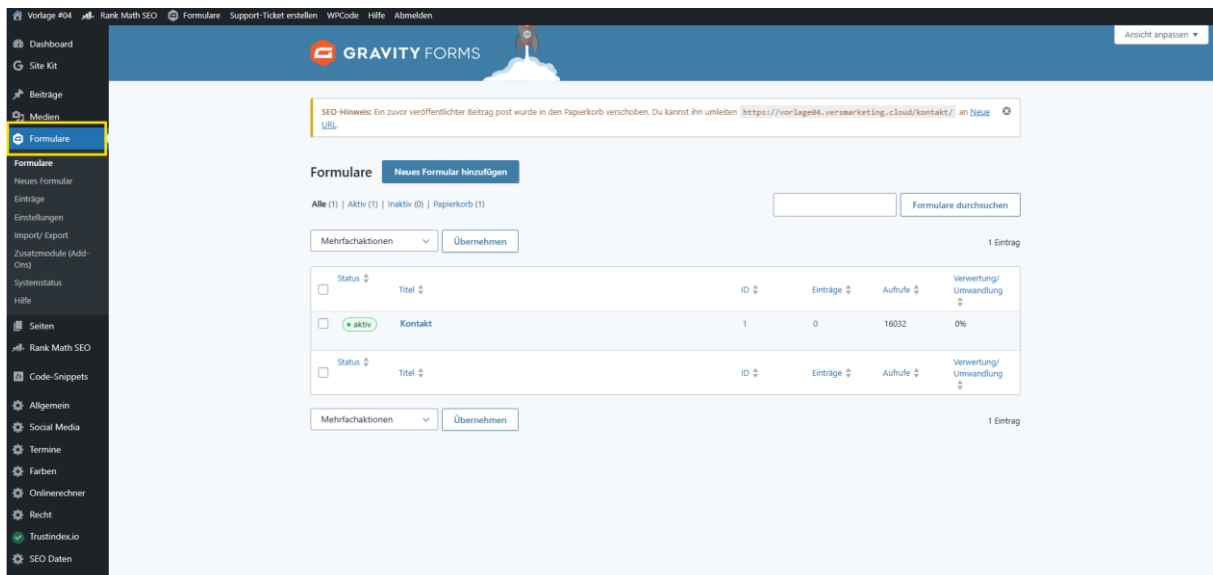 Vorlage #04 Rank Math SEO Formulare Support-Ticket erstellen WPCode Hilfe Abmelden
Dashboard
Site Kit
Beiträge
Medien
Formulare
Formulare
Neues Formular
Einträge
Einstellungen
Import/ Export
Zusatzmodule (Add-
Ons)
Systemstatus
Hilfe
Seiten
Rank Math SEO
Code-Snippets
Allgemein
Social Media
Termine
Farben
Onlinerechner
Recht
Trustindex.io
SEO Daten
Ansicht anpassen
GRAVITY FORMS
SEO-Hinweis: Ein zuvor veröffentlichter Beitrag post wurde in den Papierkorb verschoben. Du kannst ihn umleiten https://vorlage04.versmarketing.cloud/kontakt/ an Neue
URL.
Formulare Neues Formular hinzufügen
Alle (1) | Aktiv (1) | Inaktiv (0) | Papierkorb (1)
Formulare durchsuchen
Mehrfachaktionen Übernehmen
1 Eintrag
Status Titel ID Einträge Aufrufe Verwertung/
Umwandlung
aktiv Kontakt 1 0 16032 0%
Status Titel ID Einträge Aufrufe Verwertung/
Umwandlung
Mehrfachaktionen Übernehmen
1 Eintrag